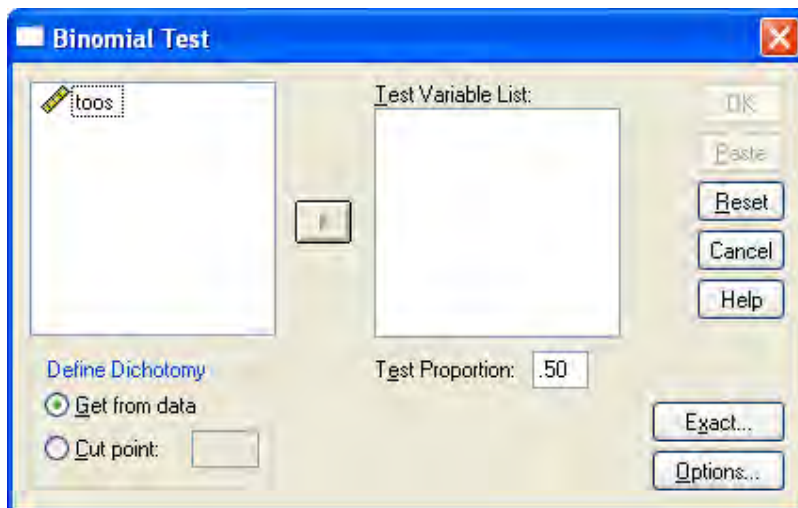 Binomial Test
toos
Test Variable List:
OK
Paste
Reset
Cancel
Help
Define Dichotomy
Get from data
Cut point:
Test Proportion: .50
Exact...
Options...